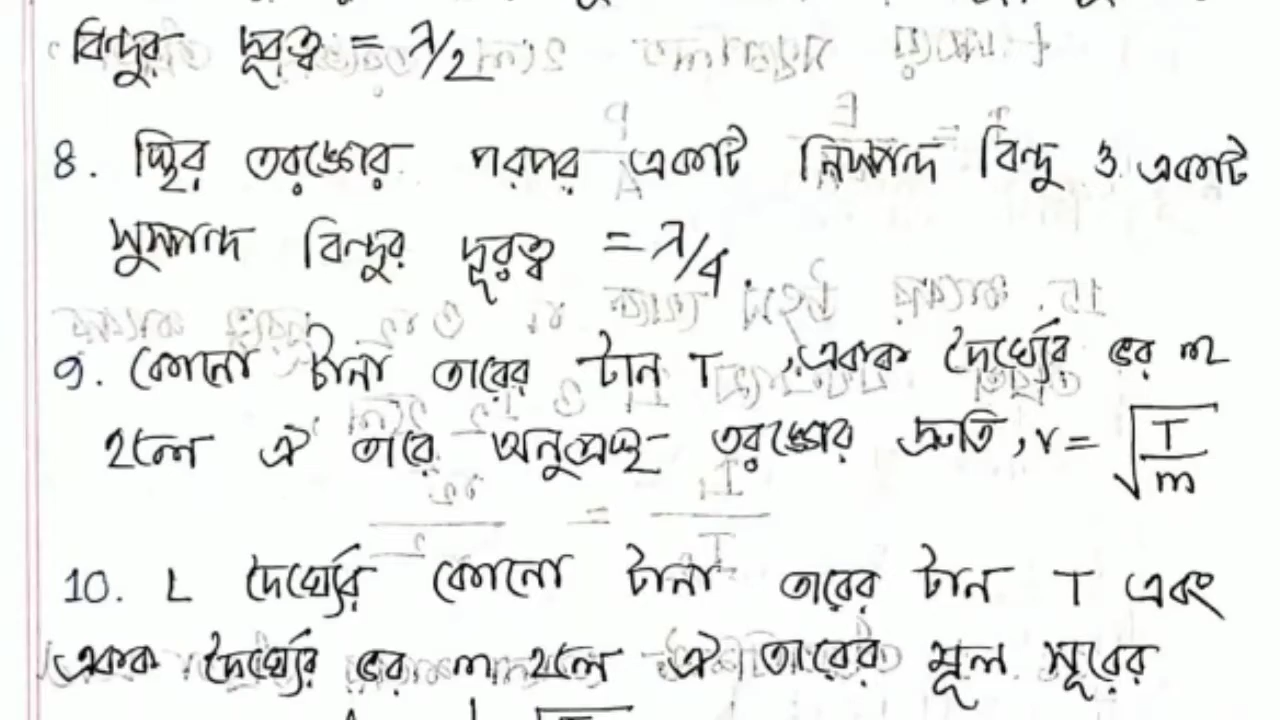 বিন্দুর দূরত্ব = λ/2
8. স্থির তরঙ্গের পরপর একটি নিস্পন্দ বিন্দু ও একটি
সুস্পন্দ বিন্দুর দূরত্ব = λ/4.
9. কোনো টানা তারের টান T, একক দৈর্ঘ্যের ভর m
হলে ঐ তারে অনুপ্রস্থ তরঙ্গের দ্রুতি, v = √(T/m)
10. L দৈর্ঘ্যের কোনো টানা তারের টান T এবং
একক দৈর্ঘ্যের ভর m হলে ঐ তারের মূল সূরের